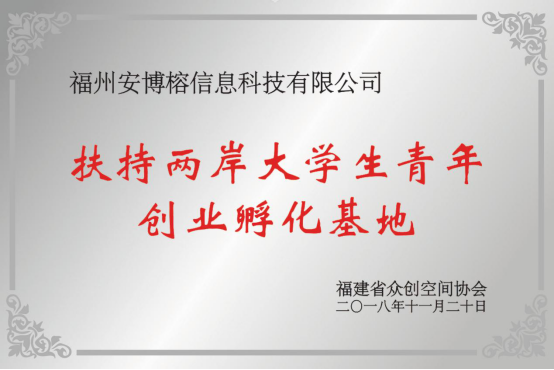 福州安博榕信息科技有限公司
扶持两岸大学生青年
创业孵化基地
福建省众创空间协会
二〇一八年十一月二十日